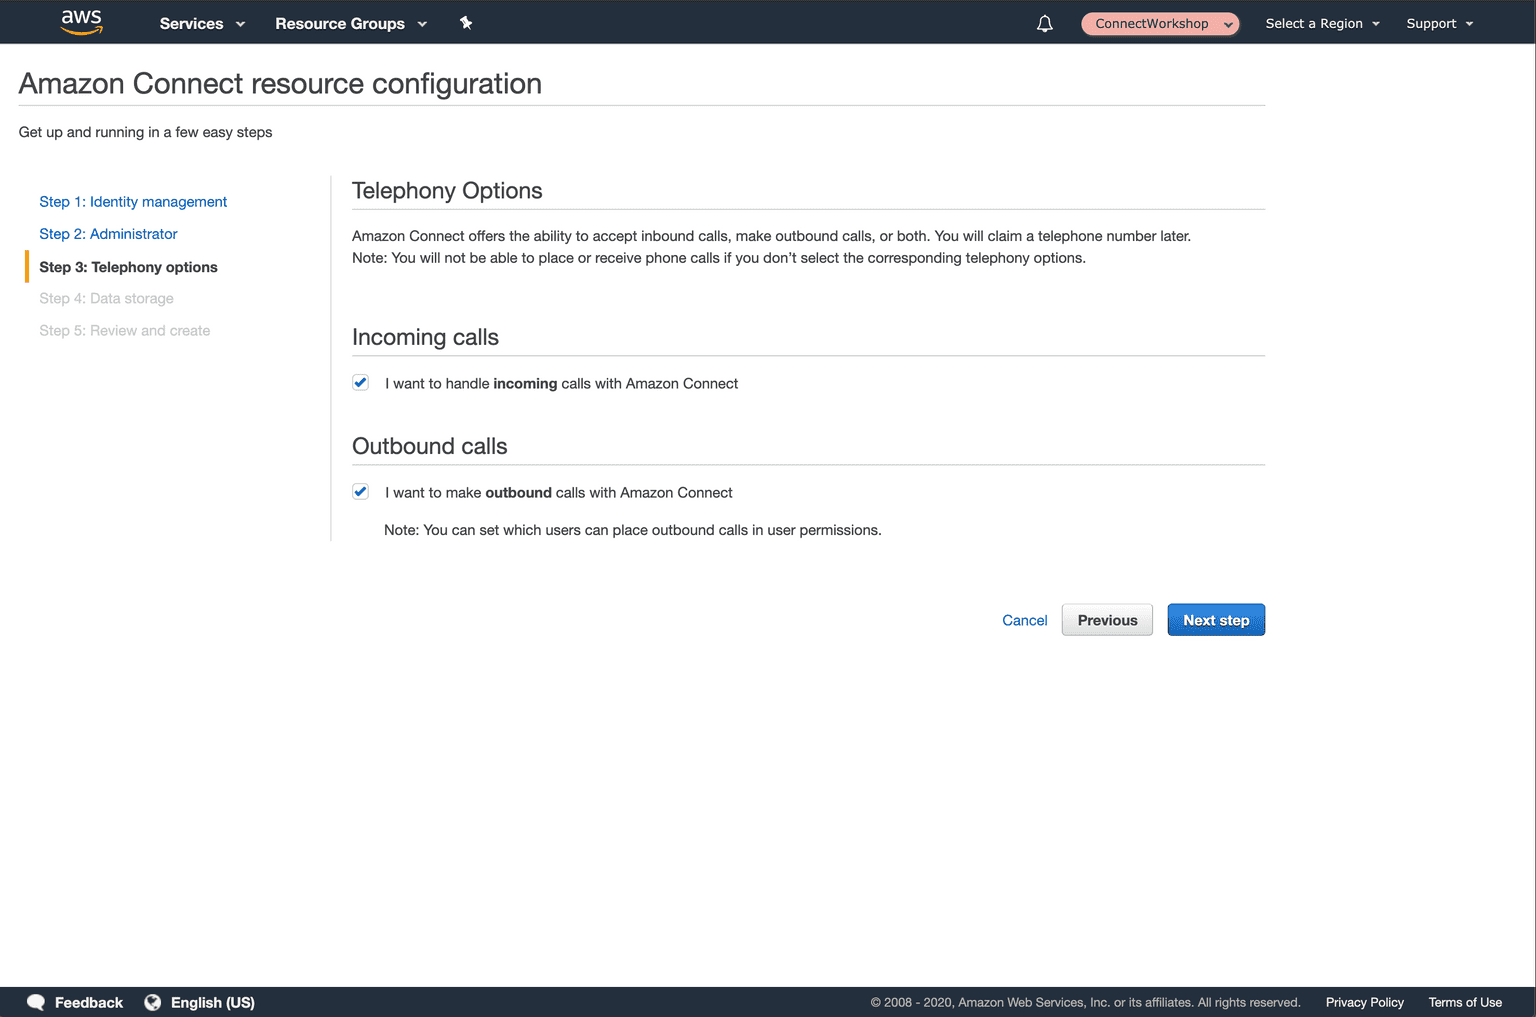 aws Services Resource Groups ConnectWorkshop Select a Region Support
Amazon Connect resource configuration
Get up and running in a few easy steps
Step 1: Identity management
Step 2: Administrator
Step 3: Telephony options
Step 4: Data storage
Step 5: Review and create
Telephony Options
Amazon Connect offers the ability to accept inbound calls, make outbound calls, or both. You will claim a telephone number later.
Note: You will not be able to place or receive phone calls if you don’t select the corresponding telephony options.
Incoming calls
I want to handle incoming calls with Amazon Connect
Outbound calls
I want to make outbound calls with Amazon Connect
Note: You can set which users can place outbound calls in user permissions.
Cancel Previous Next step
Feedback English (US) © 2008 - 2020, Amazon Web Services, Inc. or its affiliates. All rights reserved. Privacy Policy Terms of Use